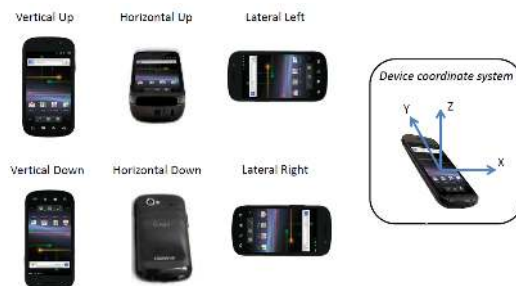 Vertical Up
Horizontal Up
Lateral Left
Device coordinate system
Y
Z
X
Vertical Down
Horizontal Down
Lateral Right